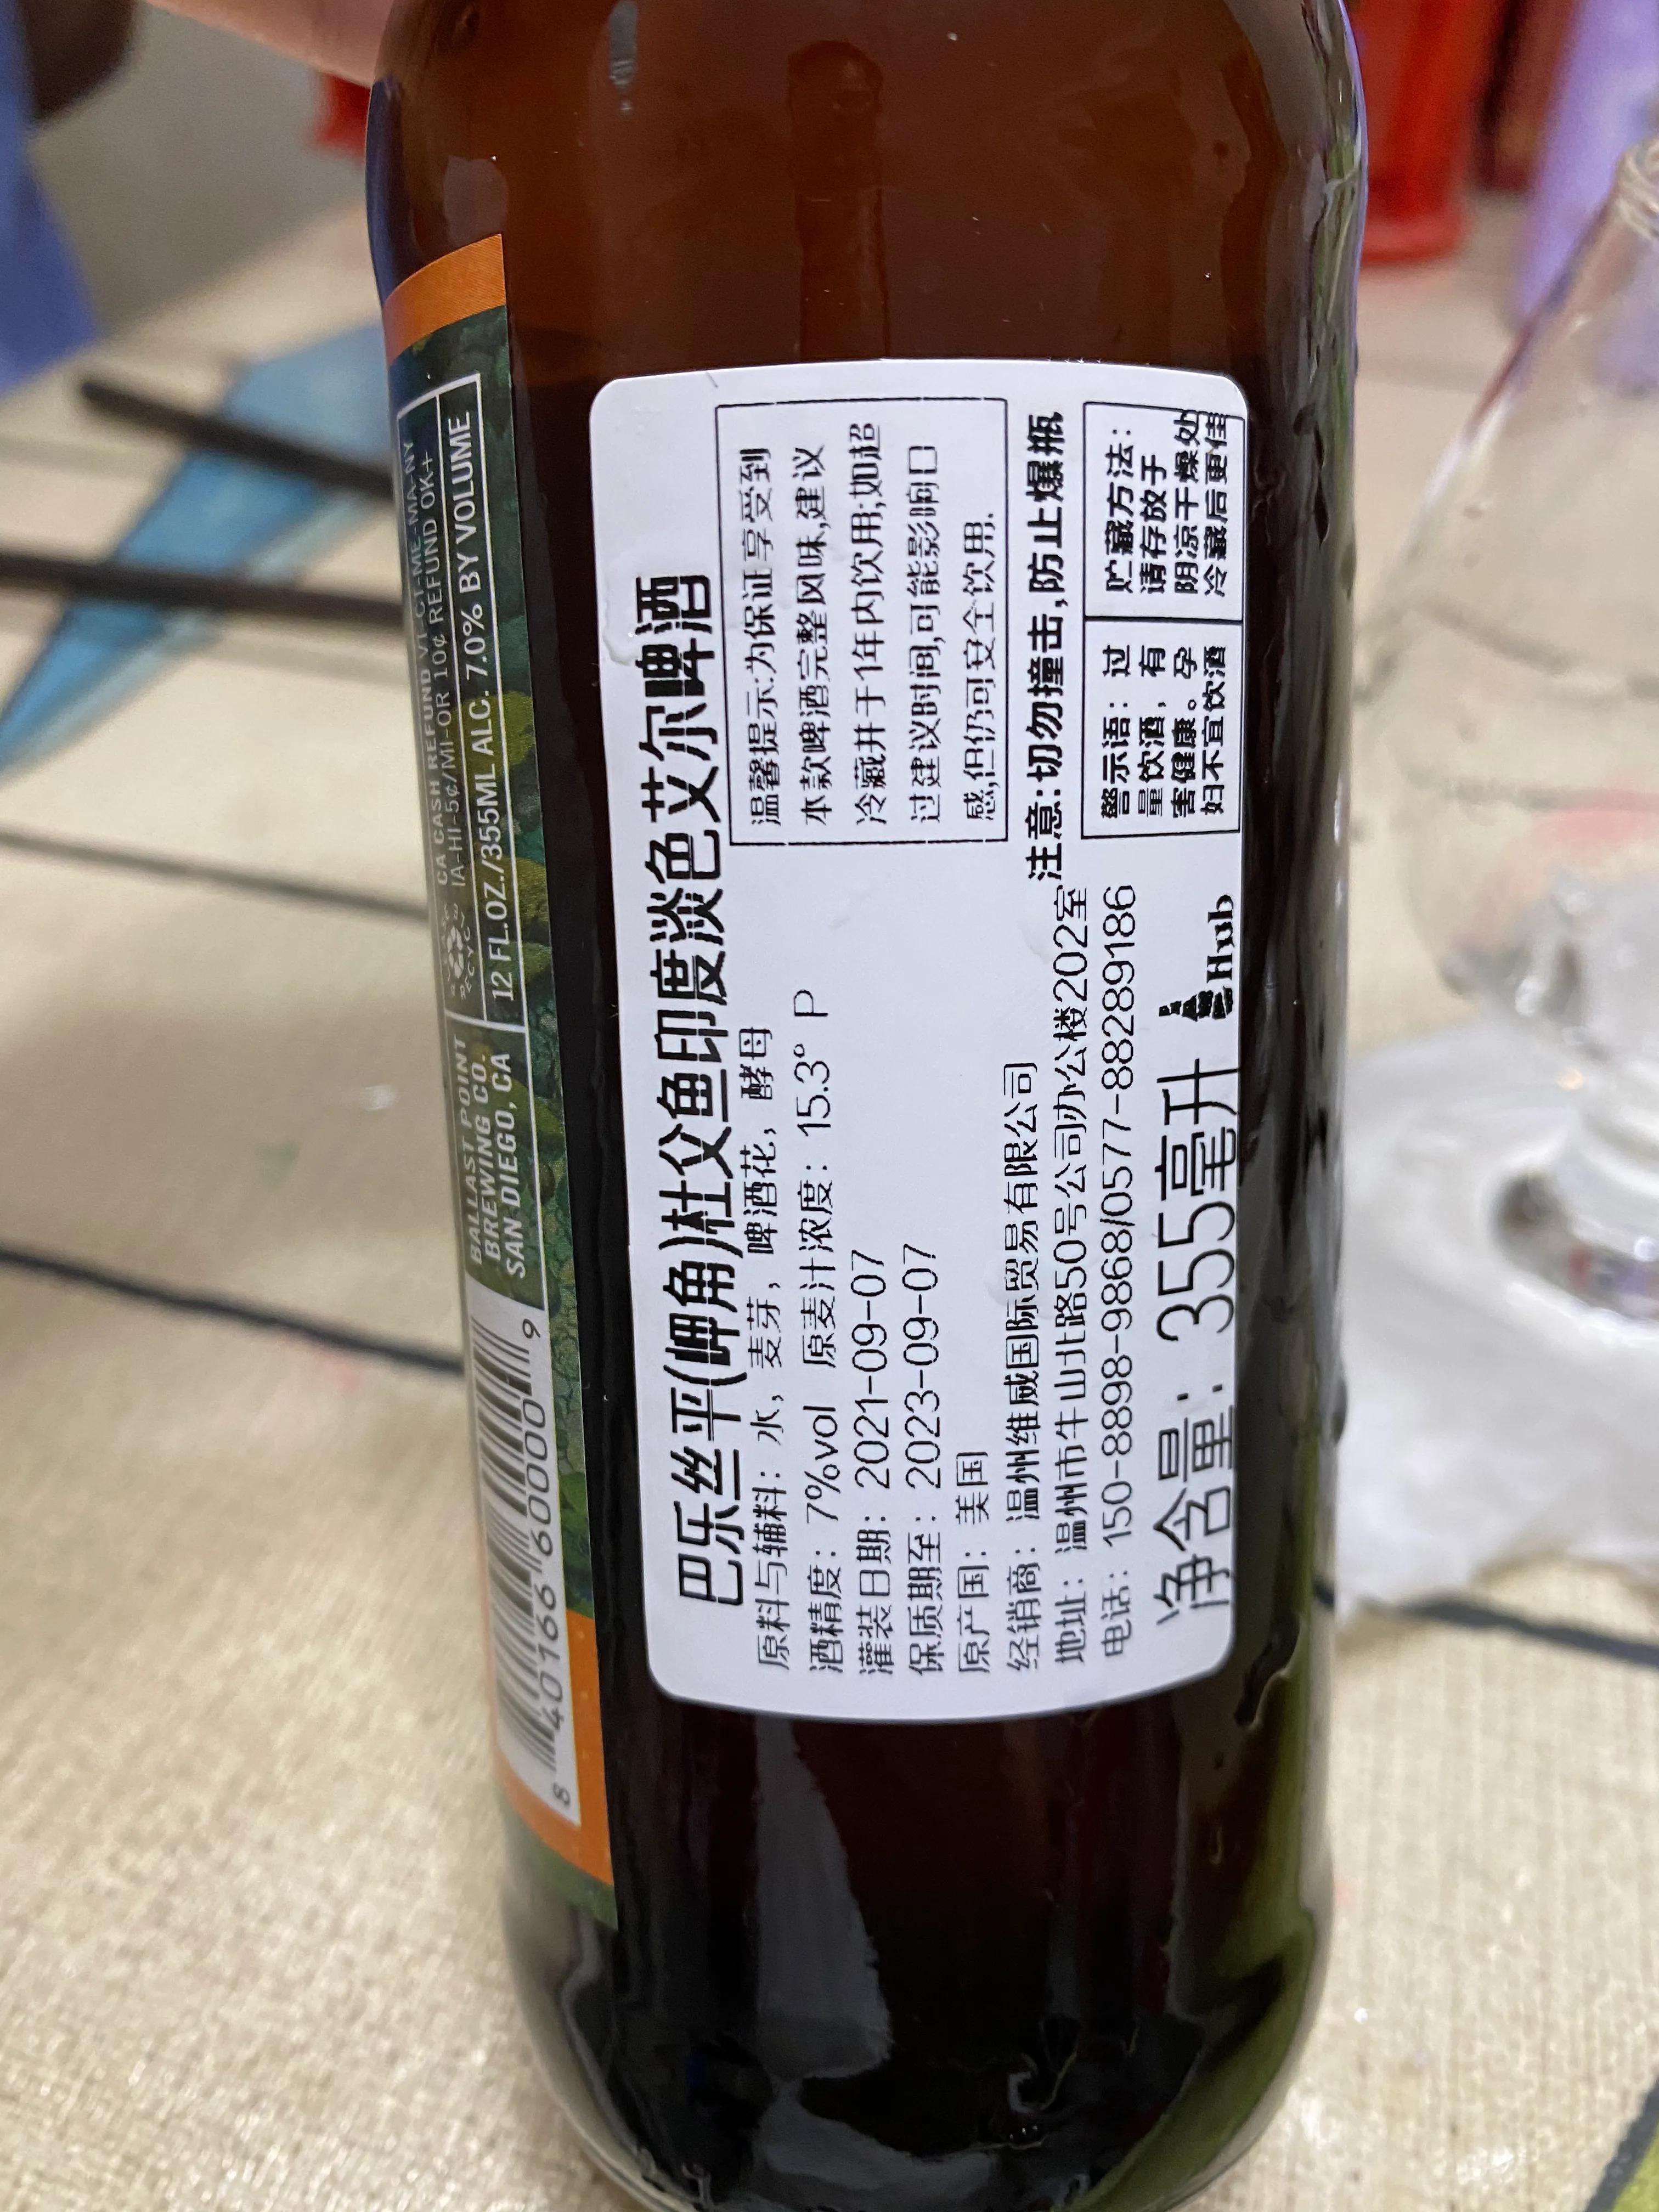 CA CASH REFUND VT-CT-ME-MA-NY
IA-HI-5¢/MI-OR 10¢ REFUND OK+
12 FL.OZ./355ML ALC. 7.0% BY VOLUME
BALLAST POINT
BREWING CO.
SAN DIEGO, CA
8 40166 60000 9
巴乐丝平(岬角)杜父鱼印度淡色艾尔啤酒
原料与辅料：水，麦芽，啤酒花，酵母
酒精度：7%vol 原麦汁浓度：15.3° P
灌装日期：2021-09-07
保质期至：2023-09-07
原产国：美国
经销商：温州维威国际贸易有限公司
地址：温州市牛山北路50号公司办公楼202室
电话：150-8898-9868/0577-88289186
净含量：355毫升
Hub
温馨提示:为保证享受到
本款啤酒完整风味,建议
冷藏并于1年内饮用;如超
过建议时间,可能影响口
感,但仍可安全饮用.
注意:切勿撞击,防止爆瓶
警示语：过
量饮酒，有
害健康。孕
妇不宜饮酒
贮藏方法：
请存放于
阴凉干燥处
冷藏后更佳